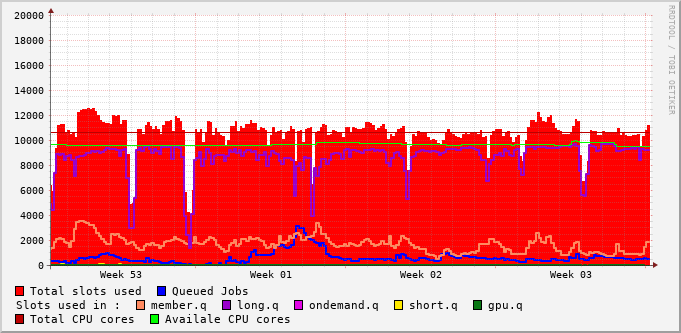 20000
18000
16000
14000
12000
10000
8000
6000
4000
2000
0
Week 53 Week 01 Week 02 Week 03
RRDTOOL / TOBI OETIKER
Total slots used Queued Jobs
Slots used in : member.q long.q ondemand.q short.q gpu.q
Total CPU cores Availale CPU cores